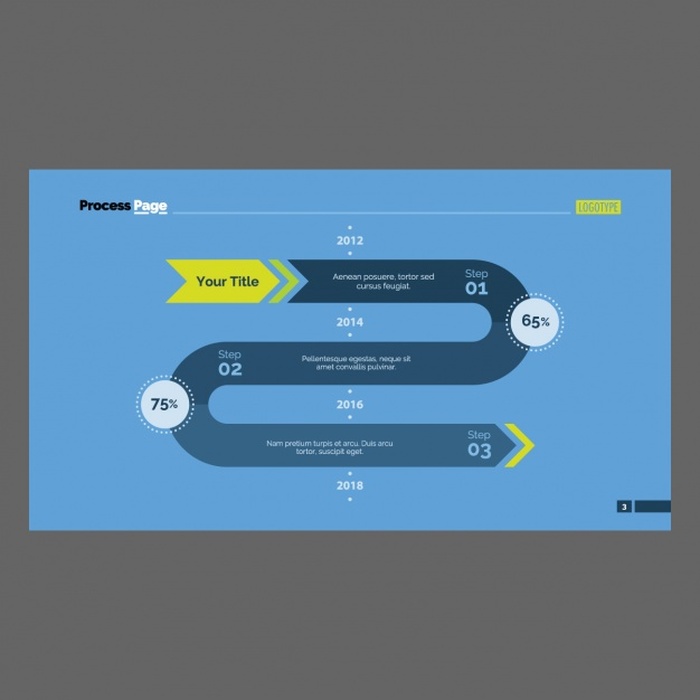 Process Page
LOGOTYPE
2012
Your Title
Aenean posuere, tortor sed
cursus feugiat.
Step
01
65%
2014
Step
02
Pellentesque egestas, neque sit
amet convallis pulvinar.
75%
2016
Nam pretium turpis et arcu. Duis arcu
tortor, suscipit eget.
Step
03
2018
3